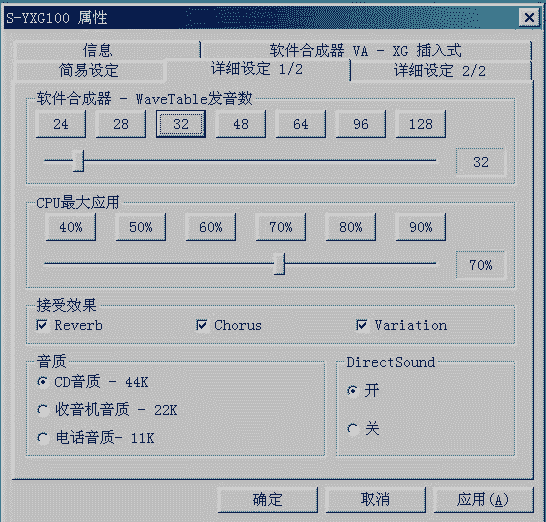 S-YXG100 属性
信息 软件合成器 VA - XG 插入式
简易设定 详细设定 1/2 详细设定 2/2
软件合成器 - WaveTable发音数
24 28 32 48 64 96 128
32
CPU最大应用
40% 50% 60% 70% 80% 90%
70%
接受效果
Reverb Chorus Variation
音质 DirectSound
CD音质 - 44K
开
收音机音质 - 22K
关
电话音质- 11K
确定 取消 应用(A)